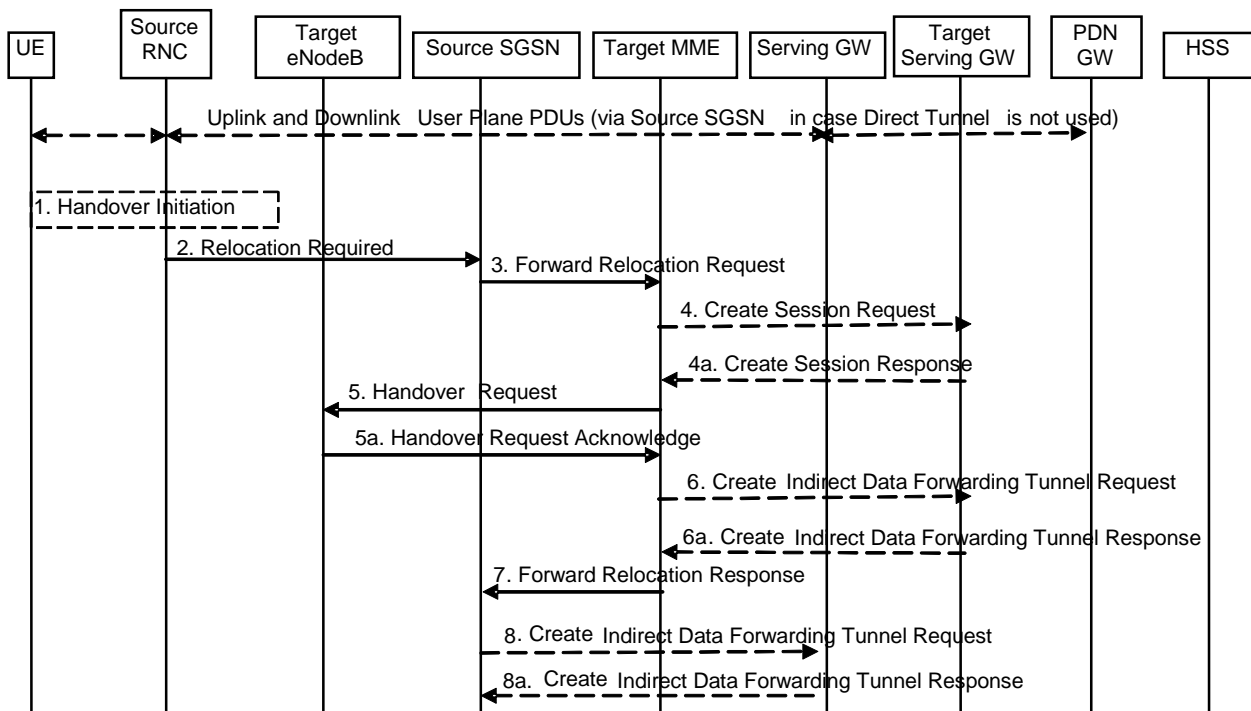 UE
Source
RNC
Target
eNodeB
Source SGSN
Target MME
Serving GW
Target
Serving GW
PDN
GW
HSS
Uplink and Downlink User Plane PDUs (via Source SGSN in case Direct Tunnel is not used)
1. Handover Initiation
2. Relocation Required
3. Forward Relocation Request
4. Create Session Request
4a. Create Session Response
5. Handover Request
5a. Handover Request Acknowledge
6. Create Indirect Data Forwarding Tunnel Request
6a. Create Indirect Data Forwarding Tunnel Response
7. Forward Relocation Response
8. Create Indirect Data Forwarding Tunnel Request
8a. Create Indirect Data Forwarding Tunnel Response